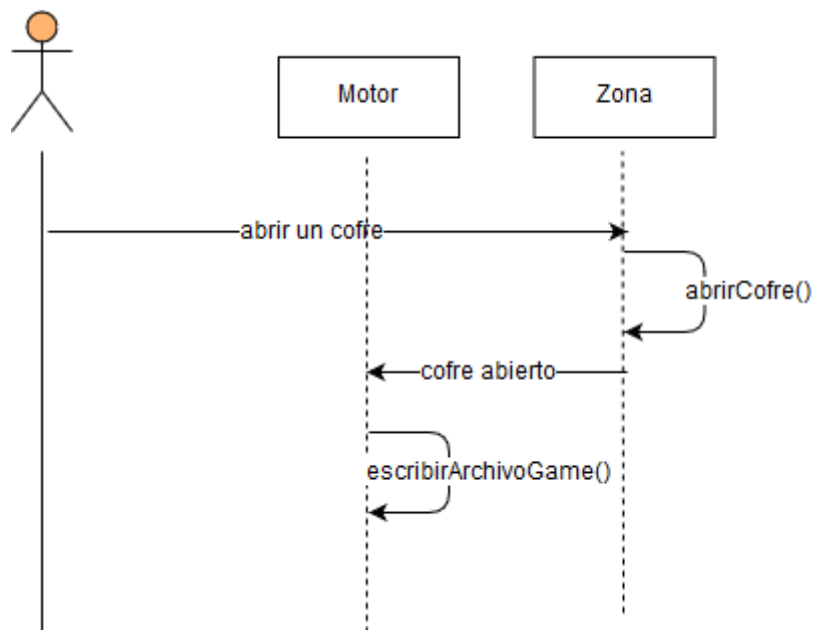 Motor
Zona
abrir un cofre
abrirCofre()
cofre abierto
escribirArchivoGame()